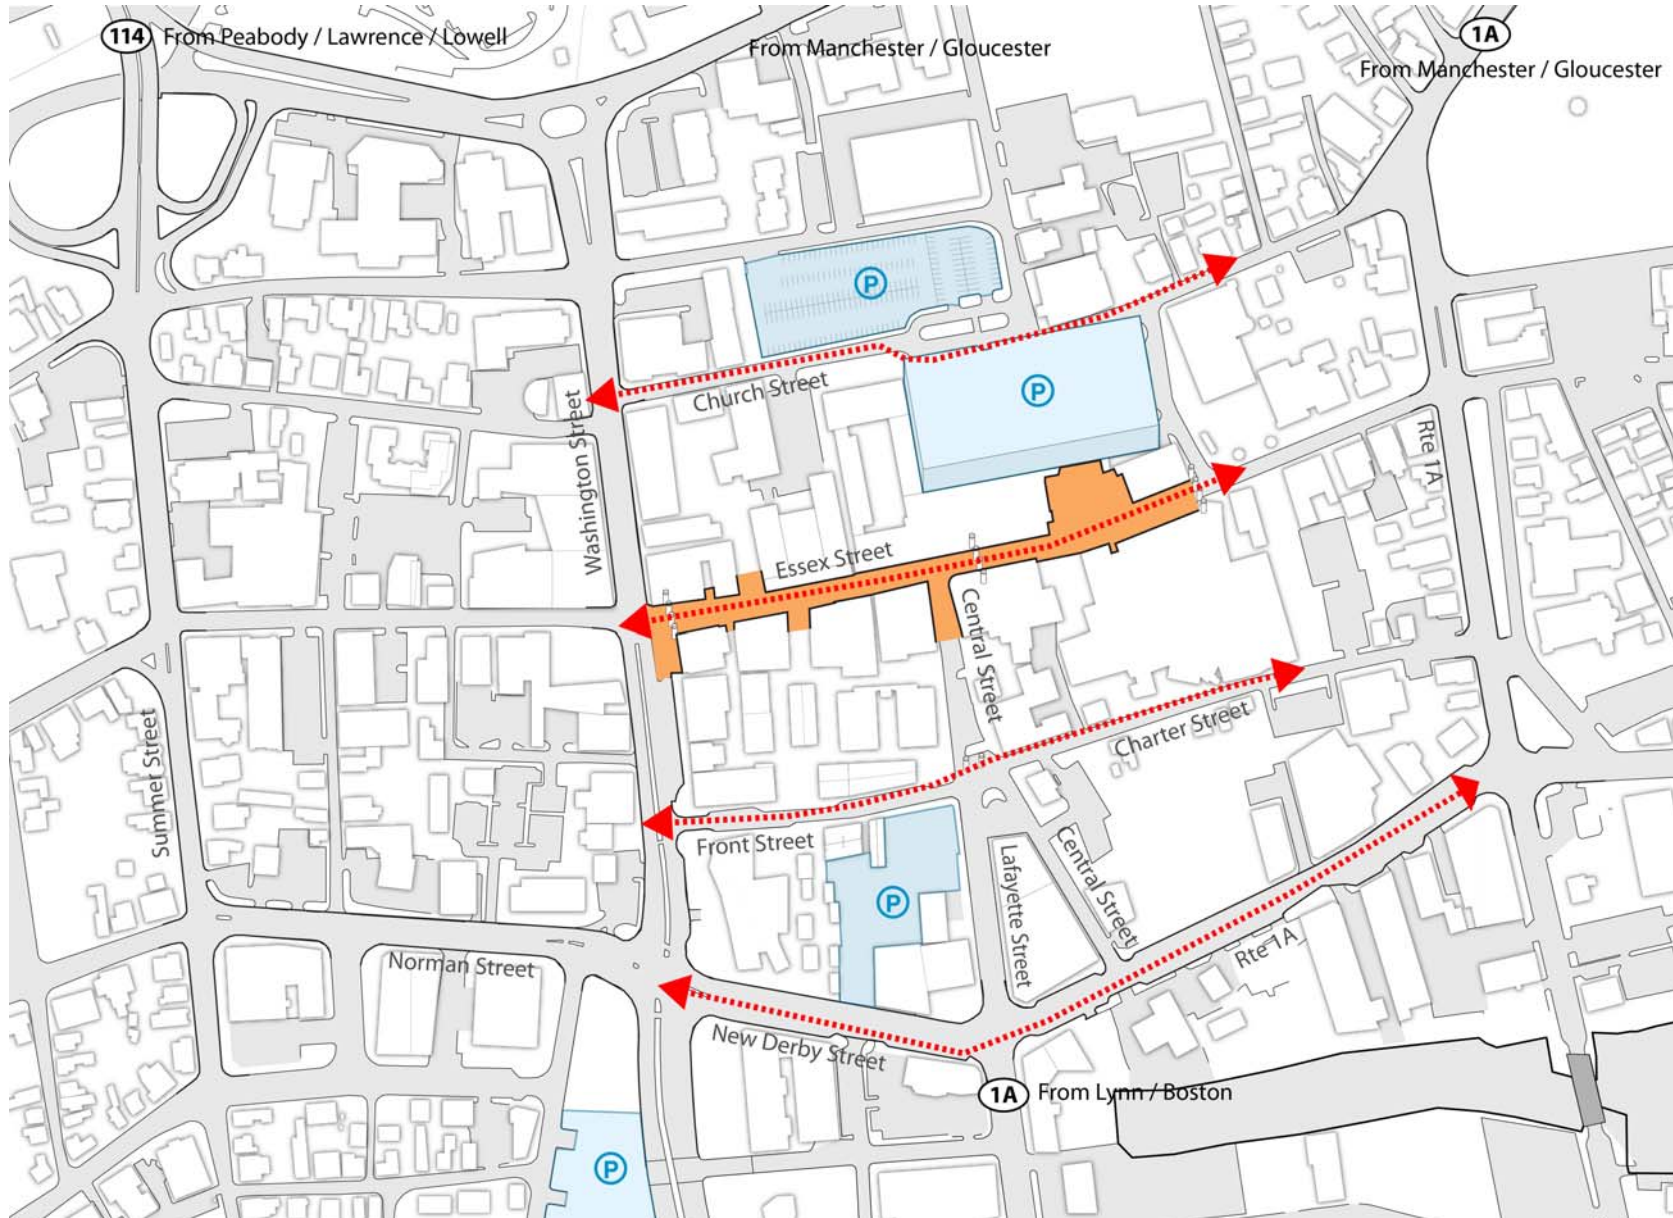 114
From Peabody / Lawrence / Lowell
From Manchester / Gloucester
1A
From Manchester / Gloucester
P
Church Street
P
Washington Street
Rte 1A
Essex Street
Central Street
Summer Street
Charter Street
Front Street
Central Street
Lafayette Street
P
Rte 1A
Norman Street
New Derby Street
1A
From Lynn / Boston
P